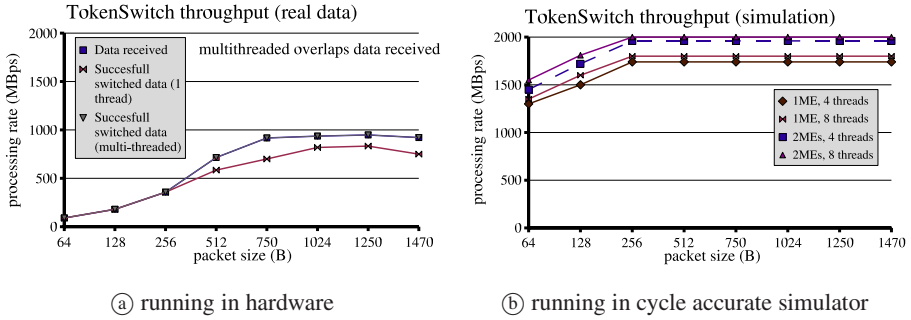 TokenSwitch throughput (real data)
processing rate (MBps)
2000
1500
1000
500
0
Data received
Succesfull
switched data (1
thread)
Succesfull
switched data
(multi-threaded)
multithreaded overlaps data received
64 128 256 512 750 1024 1250 1470
packet size (B)
ⓐ running in hardware
TokenSwitch throughput (simulation)
processing rate (MBps)
2000
1500
1000
500
0
1ME, 4 threads
1ME, 8 threads
2MEs, 4 threads
2MEs, 8 threads
64 128 256 512 750 1024 1250 1470
packet size (B)
ⓑ running in cycle accurate simulator